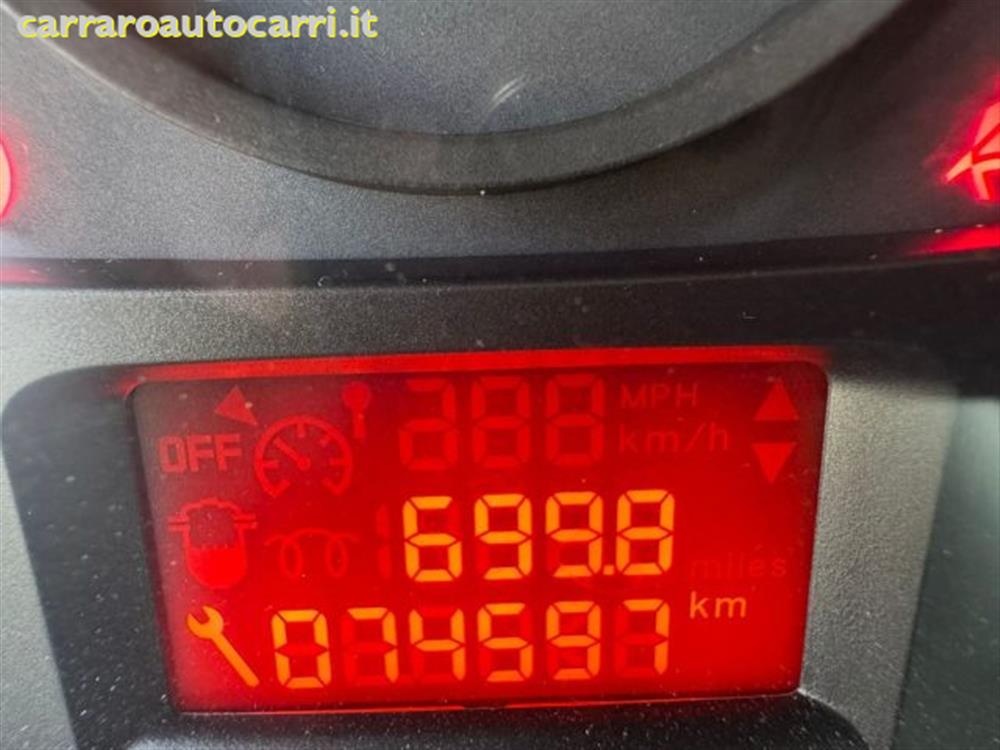 carraroautocarri.it
MPH
OFF km/h
699.8
miles
074597 km